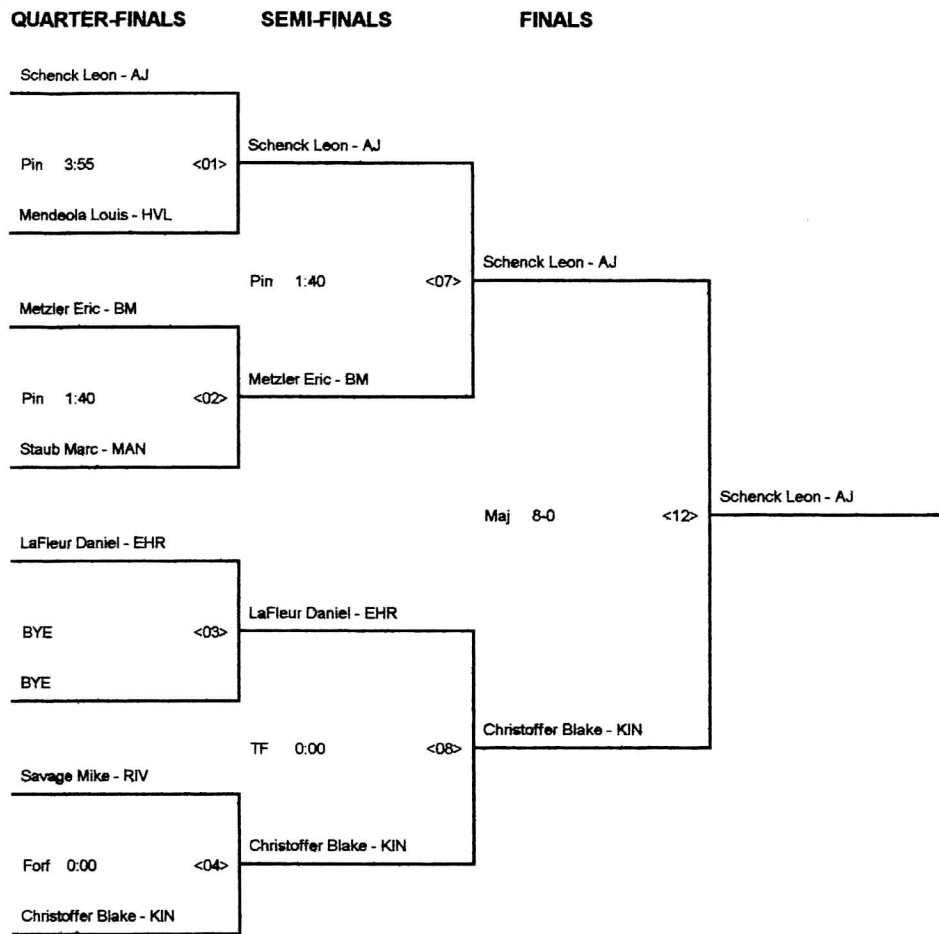 QUARTER-FINALS SEMI-FINALS FINALS
Schenck Leon - AJ
Schenck Leon - AJ
Pin 3:55 <01>
Mendeola Louis - HVL
Schenck Leon - AJ
Pin 1:40 <07>
Metzler Eric - BM
Metzler Eric - BM
Pin 1:40 <02>
Staub Marc - MAN
Schenck Leon - AJ
Maj 8-0 <12>
LaFleur Daniel - EHR
LaFleur Daniel - EHR
BYE <03>
BYE
Christoffer Blake - KIN
TF 0:00 <08>
Savage Mike - RIV
Christoffer Blake - KIN
Forf 0:00 <04>
Christoffer Blake - KIN